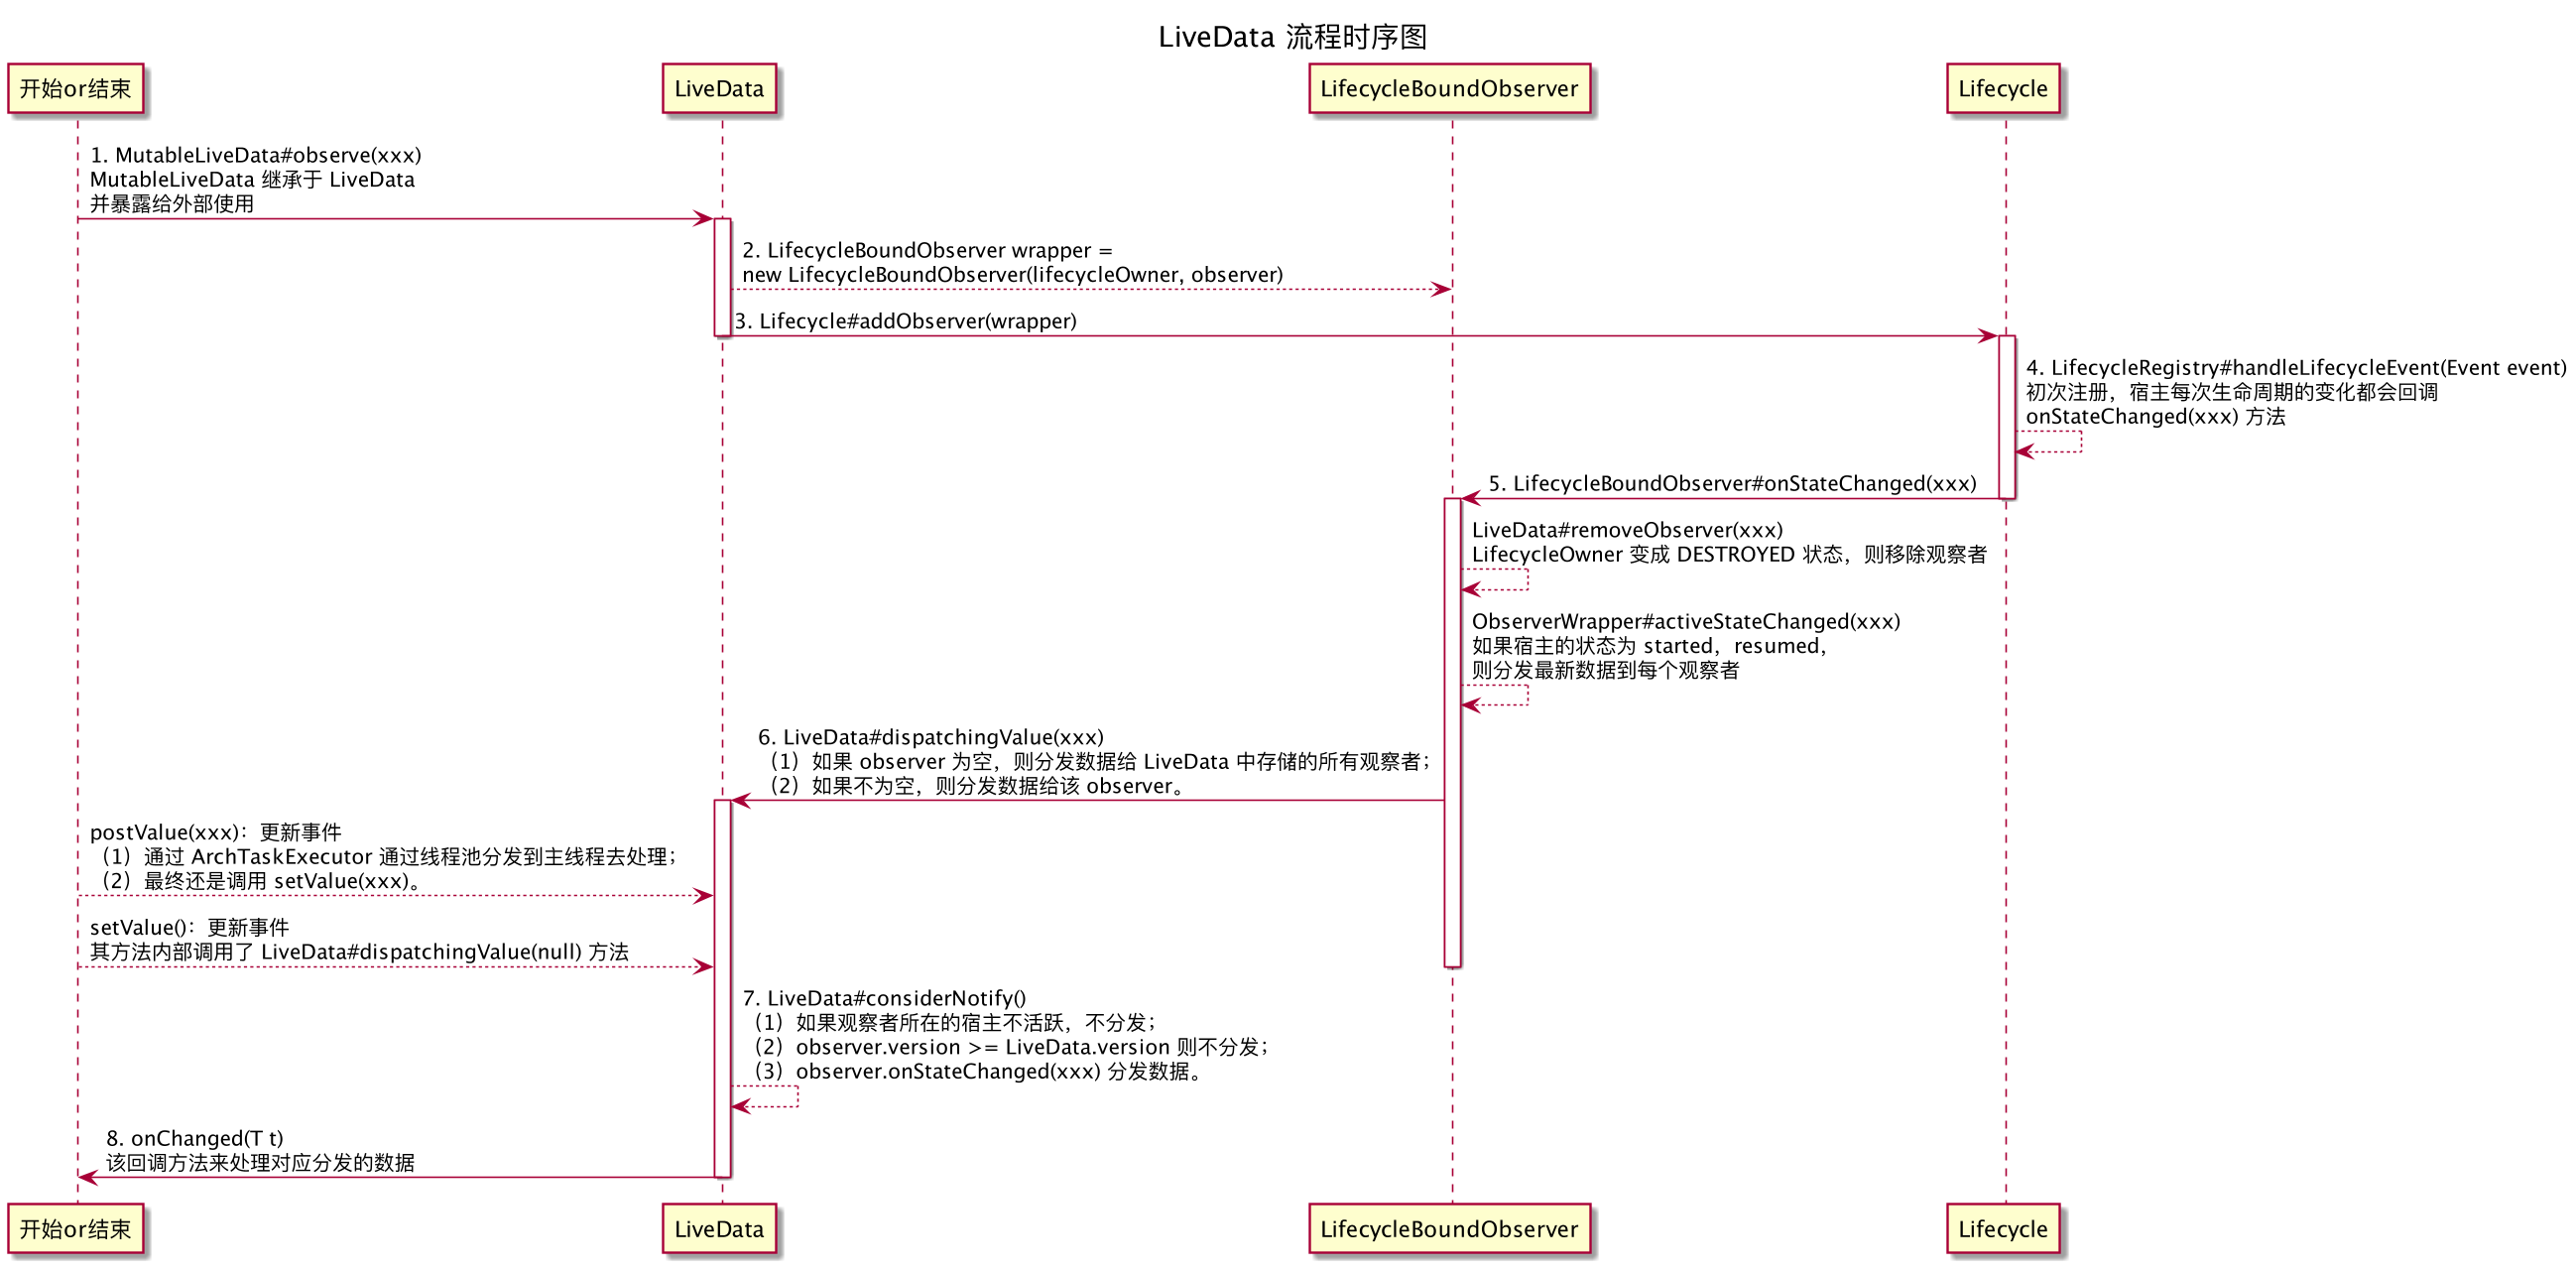 LiveData 流程时序图
开始or结束
LiveData
LifecycleBoundObserver
Lifecycle
1. MutableLiveData#observe(xxx)
MutableLiveData 继承于 LiveData
并暴露给外部使用
2. LifecycleBoundObserver wrapper =
new LifecycleBoundObserver(lifecycleOwner, observer)
3. Lifecycle#addObserver(wrapper)
4. LifecycleRegistry#handleLifecycleEvent(Event event)
初次注册，宿主每次生命周期的变化都会回调
onStateChanged(xxx) 方法
5. LifecycleBoundObserver#onStateChanged(xxx)
LiveData#removeObserver(xxx)
LifecycleOwner 变成 DESTROYED 状态，则移除观察者
ObserverWrapper#activeStateChanged(xxx)
如果宿主的状态为 started，resumed，
则分发最新数据到每个观察者
6. LiveData#dispatchingValue(xxx)
（1）如果 observer 为空，则分发数据给 LiveData 中存储的所有观察者；
（2）如果不为空，则分发数据给该 observer。
postValue(xxx)：更新事件
（1）通过 ArchTaskExecutor 通过线程池分发到主线程去处理；
（2）最终还是调用 setValue(xxx)。
setValue()：更新事件
其方法内部调用了 LiveData#dispatchingValue(null) 方法
7. LiveData#considerNotify()
（1）如果观察者所在的宿主不活跃，不分发；
（2）observer.version >= LiveData.version 则不分发；
（3）observer.onStateChanged(xxx) 分发数据。
8. onChanged(T t)
该回调方法来处理对应分发的数据
开始or结束
LiveData
LifecycleBoundObserver
Lifecycle